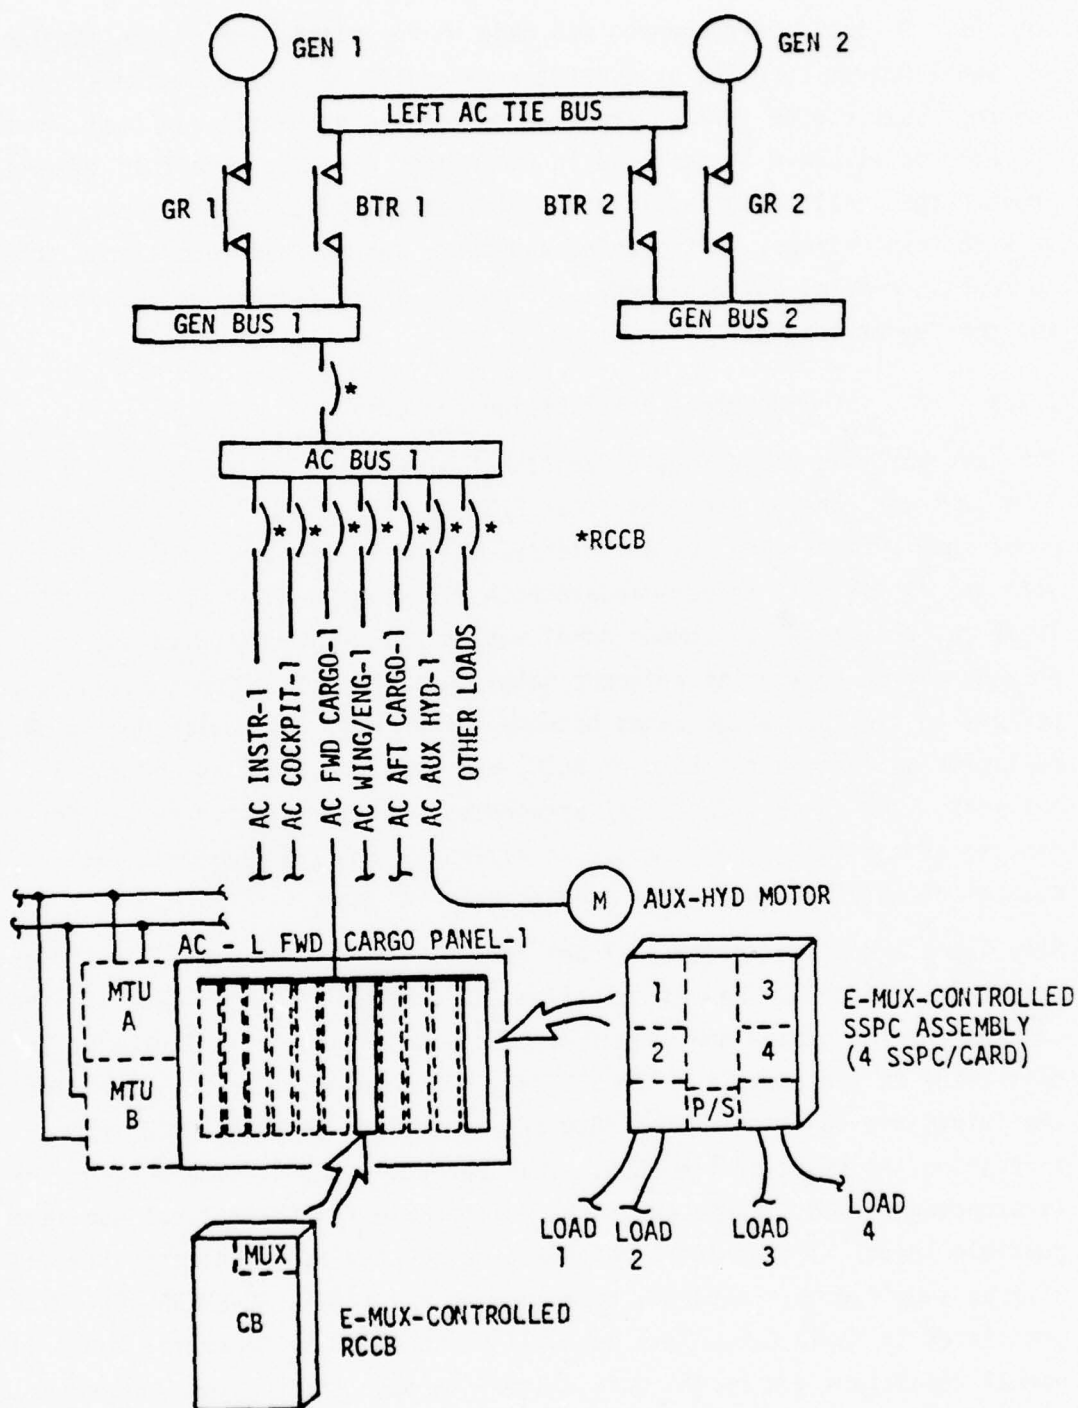 GEN 1
GEN 2
LEFT AC TIE BUS
GR 1
BTR 1
BTR 2
GR 2
GEN BUS 1
GEN BUS 2
*
AC BUS 1
* * * * * * *
*RCCB
AC INSTR-1
AC COCKPIT-1
AC FWD CARGO-1
AC WING/ENG-1
AC AFT CARGO-1
AC AUX HYD-1
OTHER LOADS
M
AUX-HYD MOTOR
AC - L FWD CARGO PANEL-1
MTU
A
MTU
B
1
2
3
4
P/S
E-MUX-CONTROLLED
SSPC ASSEMBLY
(4 SSPC/CARD)
LOAD
1
LOAD
2
LOAD
3
LOAD
4
MUX
CB
E-MUX-CONTROLLED
RCCB